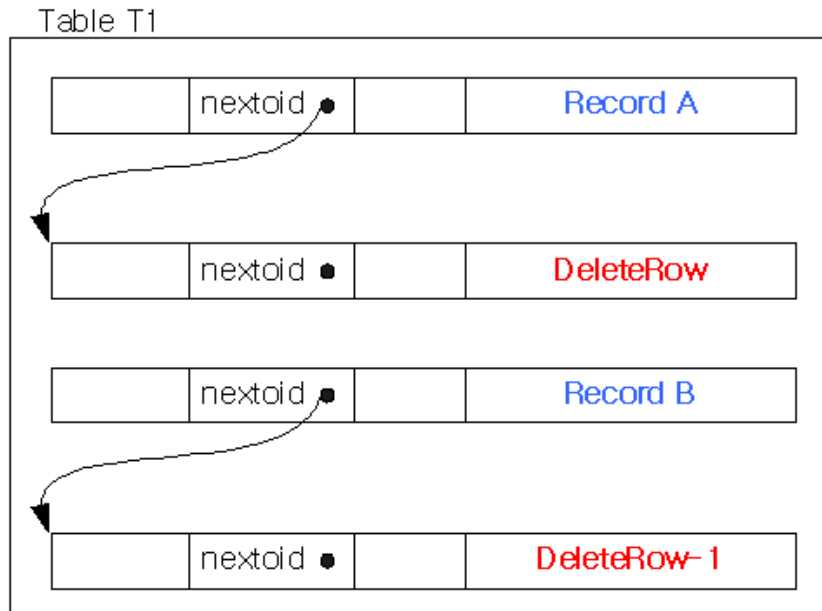 Table T1
nextoid Record A
nextoid DeleteRow
nextoid Record B
nextoid DeleteRow-1